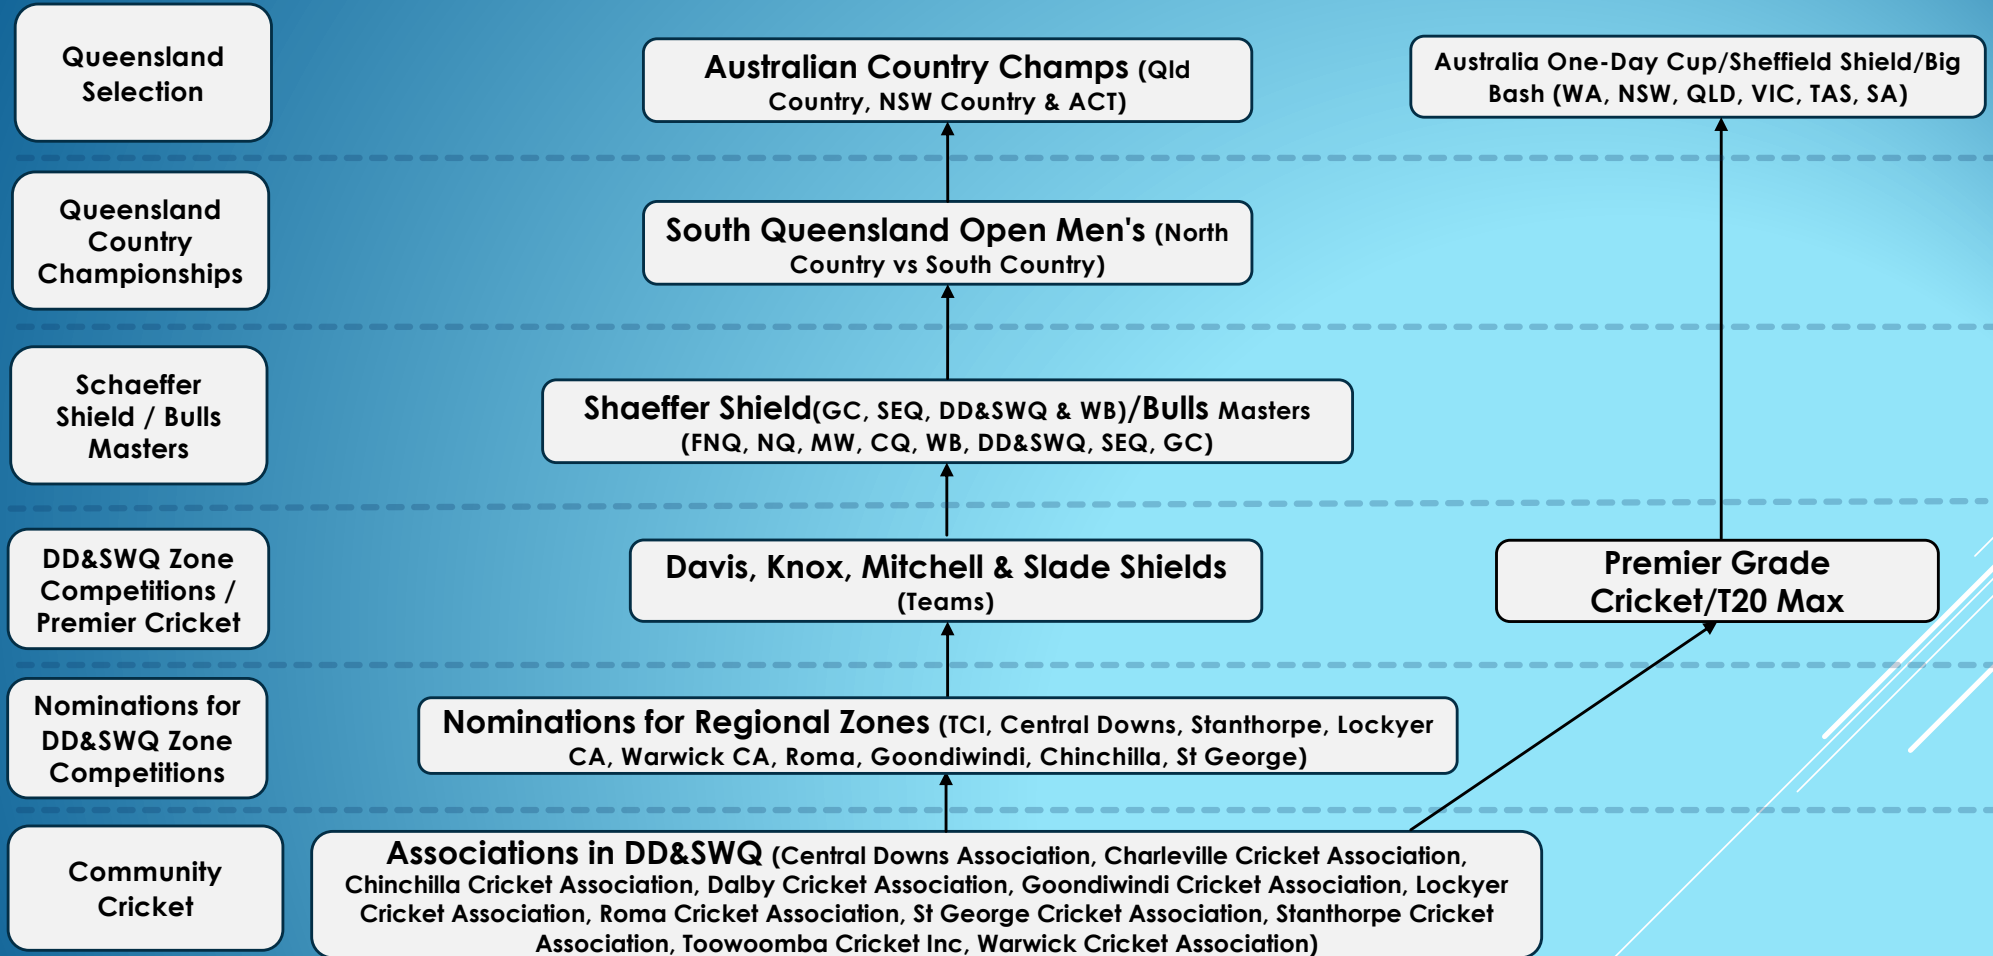 Queensland
Selection
Australian Country Champs (Qld
Country, NSW Country & ACT)
Australia One-Day Cup/Sheffield Shield/Big
Bash (WA, NSW, QLD, VIC, TAS, SA)
Queensland
Country
Championships
South Queensland Open Men's (North
Country vs South Country)
Schaeffer
Shield / Bulls
Masters
Shaeffer Shield(GC, SEQ, DD&SWQ & WB)/Bulls Masters
(FNQ, NQ, MW, CQ, WB, DD&SWQ, SEQ, GC)
DD&SWQ Zone
Competitions /
Premier Cricket
Davis, Knox, Mitchell & Slade Shields
(Teams)
Premier Grade
Cricket/T20 Max
Nominations for
DD&SWQ Zone
Competitions
Nominations for Regional Zones (TCI, Central Downs, Stanthorpe, Lockyer
CA, Warwick CA, Roma, Goondiwindi, Chinchilla, St George)
Community
Cricket
Associations in DD&SWQ (Central Downs Association, Charleville Cricket Association,
Chinchilla Cricket Association, Dalby Cricket Association, Goondiwindi Cricket Association, Lockyer
Cricket Association, Roma Cricket Association, St George Cricket Association, Stanthorpe Cricket
Association, Toowoomba Cricket Inc, Warwick Cricket Association)